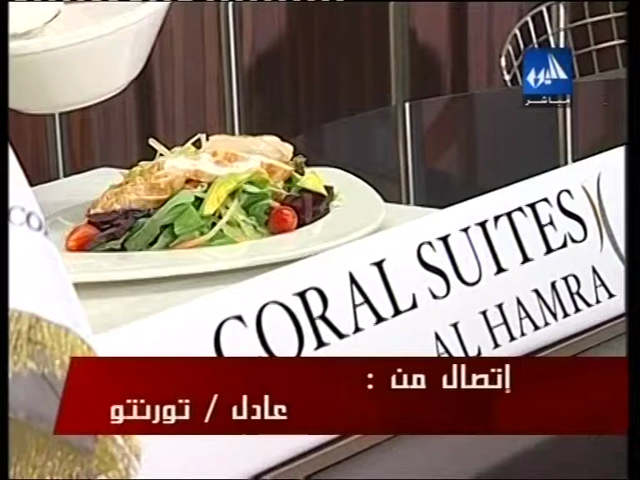 مباشر
CORAL SUITES
AL HAMRA
إتصال من :
عادل / تورنتو